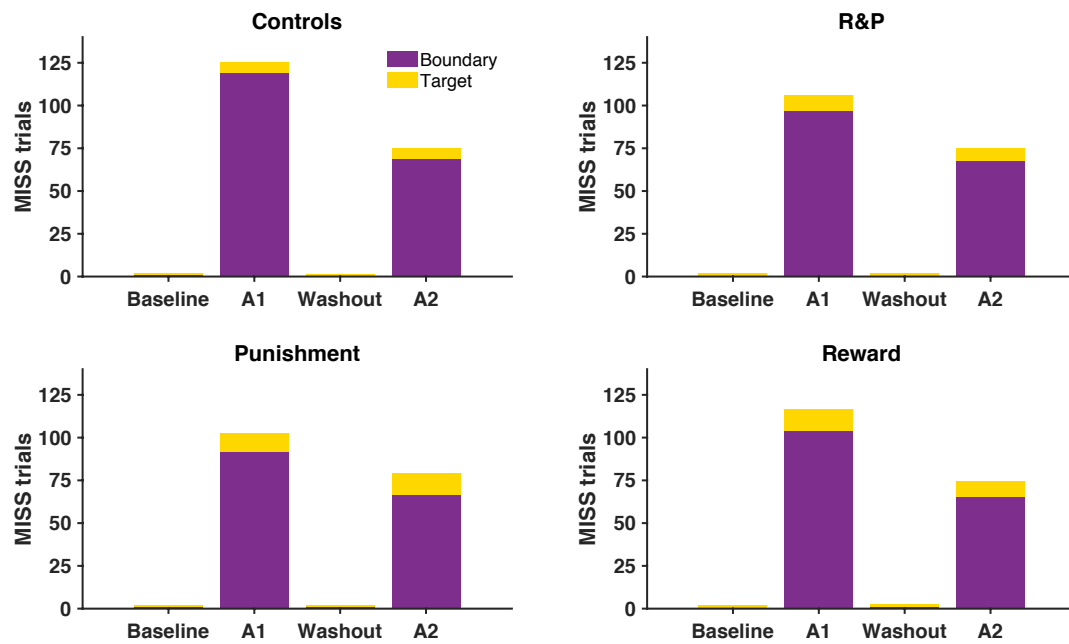 Controls
MISS trials
125
100
75
50
25
0
Boundary
Target
Baseline A1 Washout A2
R&P
MISS trials
125
100
75
50
25
0
Baseline A1 Washout A2
Punishment
MISS trials
125
100
75
50
25
0
Baseline A1 Washout A2
Reward
MISS trials
125
100
75
50
25
0
Baseline A1 Washout A2